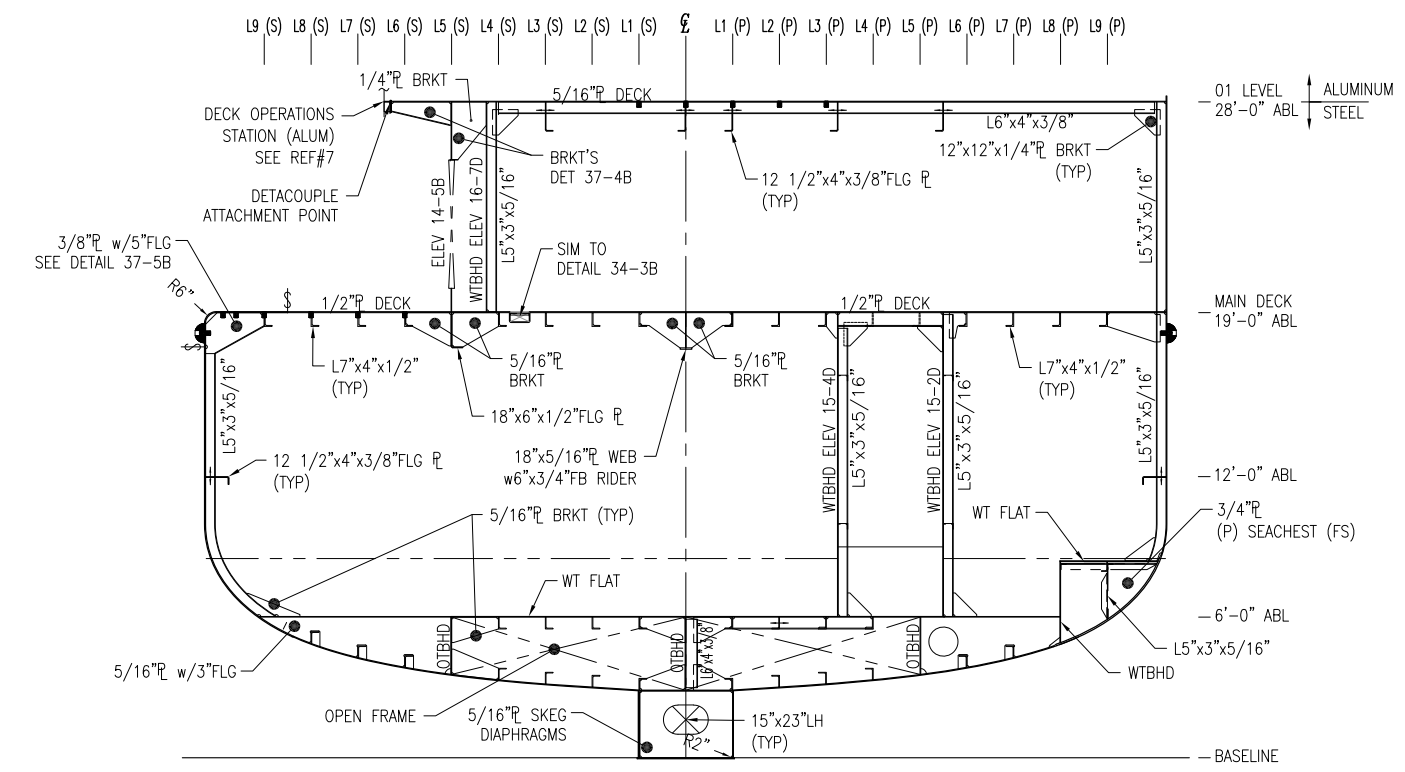 L9 (S) L8 (S) L7 (S) L6 (S) L5 (S) L4 (S) L3 (S) L2 (S) L1 (S) ℄ L1 (P) L2 (P) L3 (P) L4 (P) L5 (P) L6 (P) L7 (P) L8 (P) L9 (P)
1/4"℄ BRKT
5/16"℄ DECK
01 LEVEL
28'-0" ABL
ALUMINUM
STEEL
DECK OPERATIONS
STATION (ALUM)
SEE REF#7
L6"x4"x3/8"
12"x12"x1/4"℄ BRKT
(TYP)
BRKT'S
DET 37-4B
12 1/2"x4"x3/8"FLG ℄
(TYP)
DETACOUPLE
ATTACHMENT POINT
ELEV 14-5B
WTBHD ELEV 16-7D
L5"x3"x5/16"
L5"x3"x5/16"
3/8"℄ w/5"FLG
SEE DETAIL 37-5B
SIM TO
DETAIL 34-3B
R6"
1/2"℄ DECK
1/2"℄ DECK
MAIN DECK
19'-0" ABL
L7"x4"x1/2"
(TYP)
5/16"℄
BRKT
5/16"℄
BRKT
L7"x4"x1/2"
(TYP)
L5"x3"x5/16"
18"x6"x1/2"FLG ℄
WTBHD ELEV 15-4D
L5"x3"x5/16"
WTBHD ELEV 15-2D
L5"x3"x5/16"
L5"x3"x5/16"
12 1/2"x4"x3/8"FLG ℄
(TYP)
18"x5/16"℄ WEB
w6"x3/4"FB RIDER
12'-0" ABL
5/16"℄ BRKT (TYP)
WT FLAT
3/4"℄
(P) SEACHEST (FS)
WT FLAT
6'-0" ABL
OTBHD
OTBHD
L6"x4"x3/8"
OTBHD
L5"x3"x5/16"
5/16"℄ w/3"FLG
WTBHD
OPEN FRAME
5/16"℄ SKEG
DIAPHRAGMS
15"x23"LH
(TYP)
R2"
BASELINE